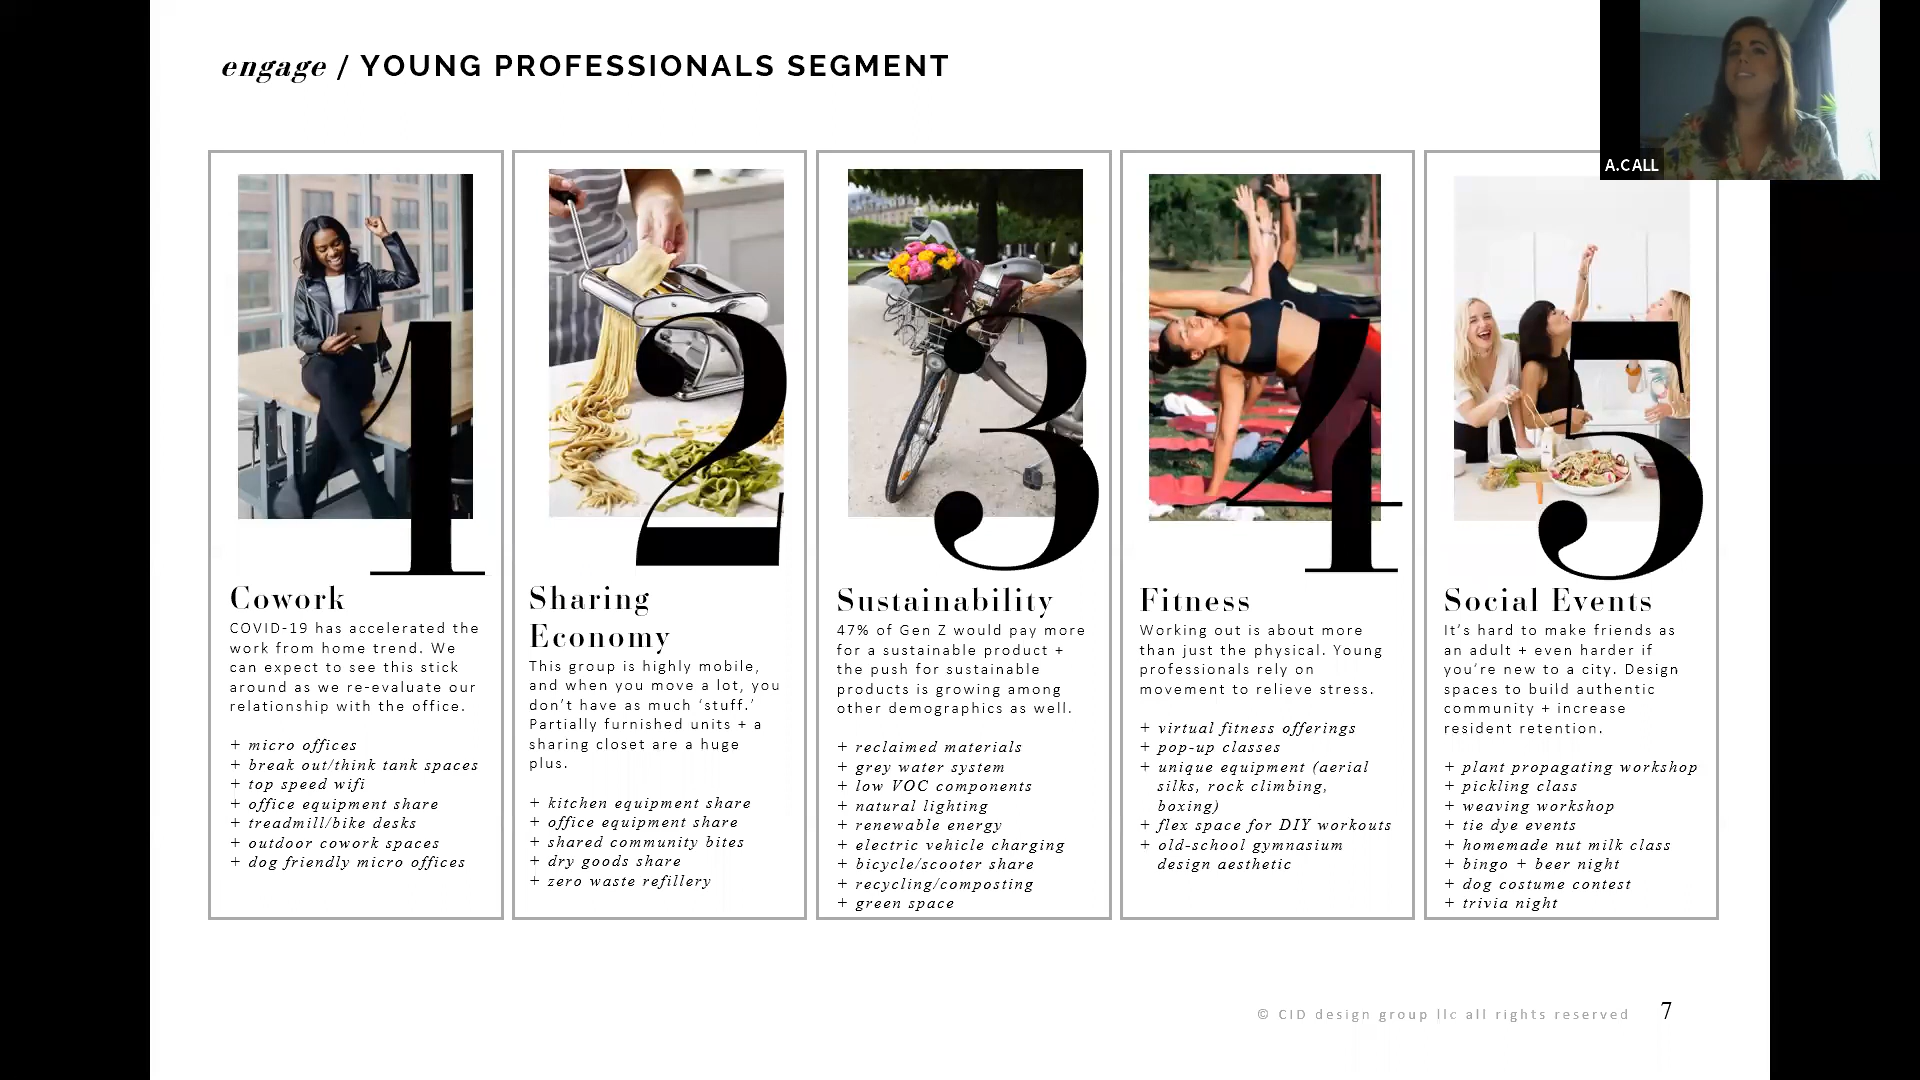 engage / YOUNG PROFESSIONALS SEGMENT
A.CALL
1
Cowork
COVID-19 has accelerated the
work from home trend. We
can expect to see this stick
around as we re-evaluate our
relationship with the office.
+ micro offices
+ break out/think tank spaces
+ top speed wifi
+ office equipment share
+ treadmill/bike desks
+ outdoor cowork spaces
+ dog friendly micro offices
2
Sharing
Economy
This group is highly mobile,
and when you move a lot, you
don't have as much 'stuff.'
Partially furnished units + a
sharing closet are a huge
plus.
+ kitchen equipment share
+ office equipment share
+ shared community bites
+ dry goods share
+ zero waste refillery
3
Sustainability
47% of Gen Z would pay more
for a sustainable product +
the push for sustainable
products is growing among
other demographics as well.
+ reclaimed materials
+ grey water system
+ low VOC components
+ natural lighting
+ renewable energy
+ electric vehicle charging
+ bicycle/scooter share
+ recycling/composting
+ green space
4
Fitness
Working out is about more
than just the physical. Young
professionals rely on
movement to relieve stress.
+ virtual fitness offerings
+ pop-up classes
+ unique equipment (aerial
silks, rock climbing,
boxing)
+ flex space for DIY workouts
+ old-school gymnasium
design aesthetic
5
Social Events
It's hard to make friends as
an adult + even harder if
you're new to a city. Design
spaces to build authentic
community + increase
resident retention.
+ plant propagating workshop
+ pickling class
+ weaving workshop
+ tie dye events
+ homemade nut milk class
+ bingo + beer night
+ dog costume contest
+ trivia night
© CID design group llc all rights reserved 7